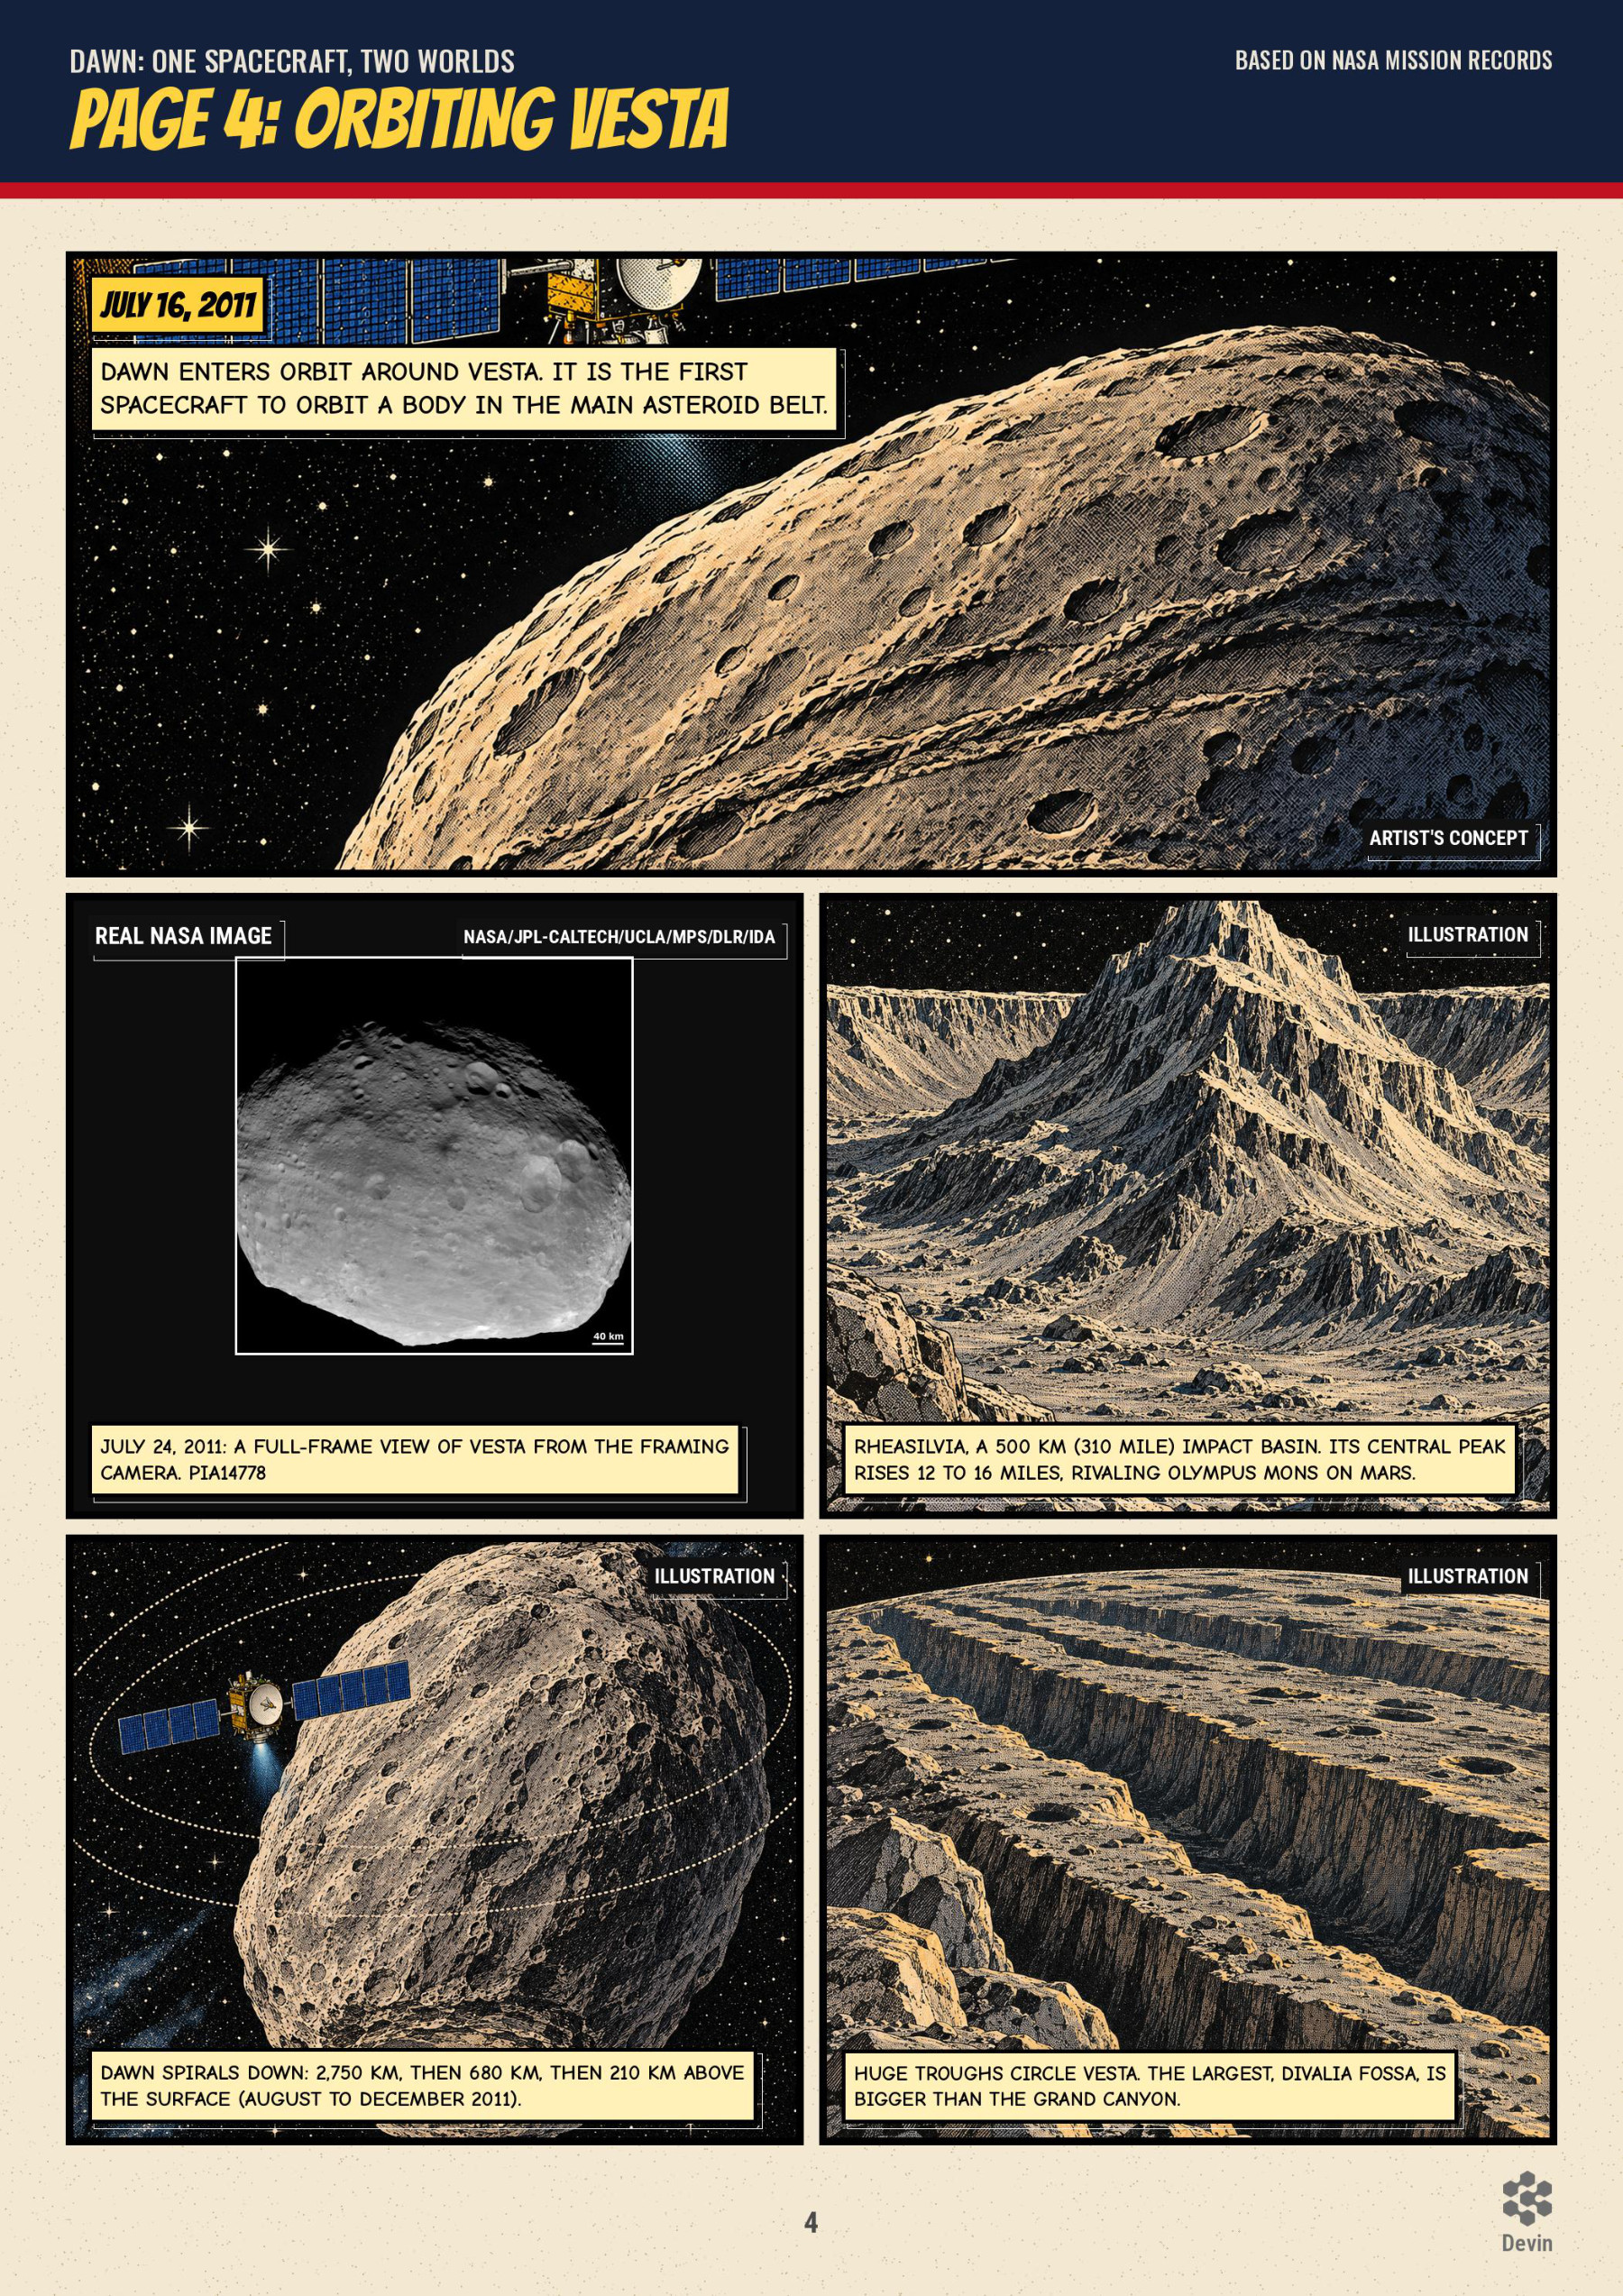 DAWN: ONE SPACECRAFT, TWO WORLDS
BASED ON NASA MISSION RECORDS
PAGE 4: ORBITING VESTA
JULY 16, 2011
DAWN ENTERS ORBIT AROUND VESTA. IT IS THE FIRST
SPACECRAFT TO ORBIT A BODY IN THE MAIN ASTEROID BELT.
ARTIST'S CONCEPT
REAL NASA IMAGE
NASA/JPL-CALTECH/UCLA/MPS/DLR/IDA
40 km
JULY 24, 2011: A FULL-FRAME VIEW OF VESTA FROM THE FRAMING
CAMERA. PIA14778
ILLUSTRATION
RHEASILVIA, A 500 KM (310 MILE) IMPACT BASIN. ITS CENTRAL PEAK
RISES 12 TO 16 MILES, RIVALING OLYMPUS MONS ON MARS.
ILLUSTRATION
DAWN SPIRALS DOWN: 2,750 KM, THEN 680 KM, THEN 210 KM ABOVE
THE SURFACE (AUGUST TO DECEMBER 2011).
ILLUSTRATION
HUGE TROUGHS CIRCLE VESTA. THE LARGEST, DIVALIA FOSSA, IS
BIGGER THAN THE GRAND CANYON.
4
Devin